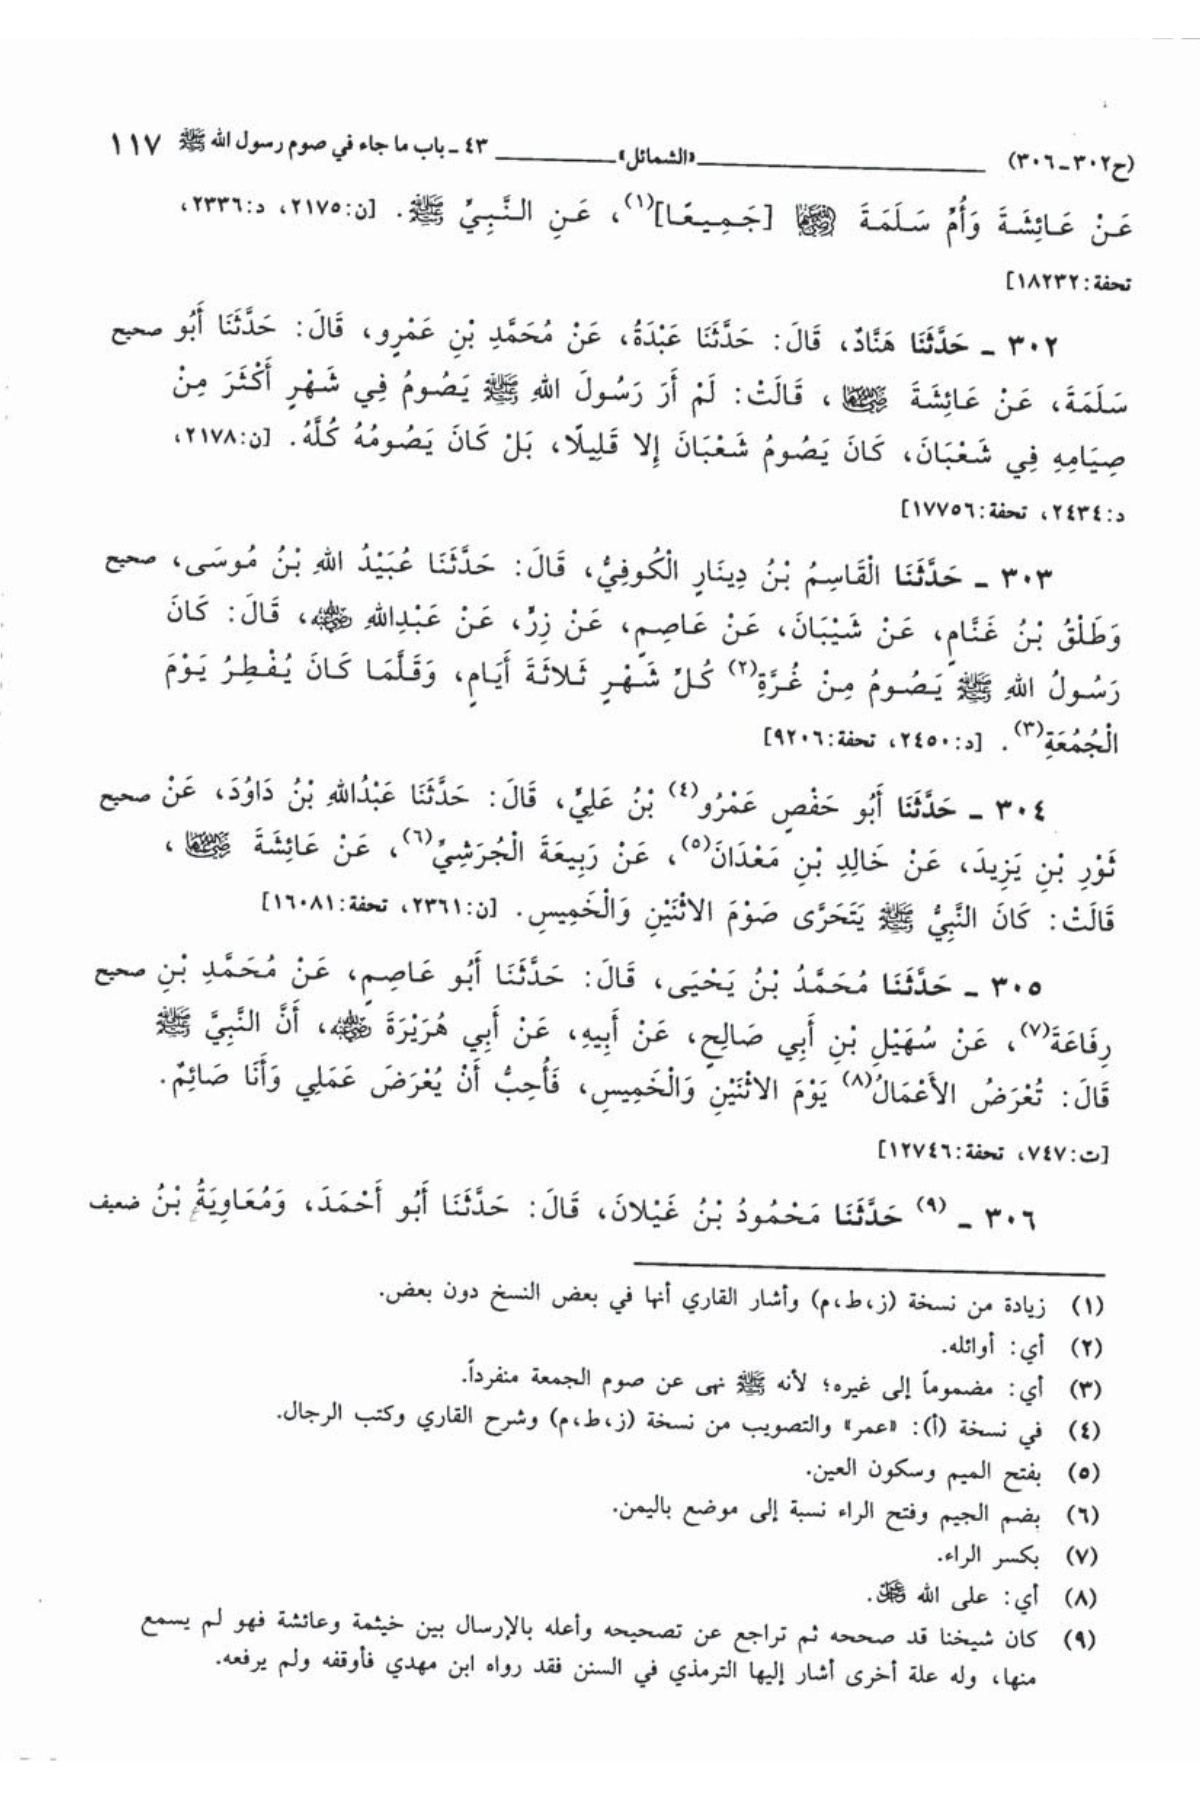 (ح٣٠٢ـ٣٠٦) «الشمائل» ٤٣ ـ باب ما جاء في صوم رسول الله ﷺ ١١٧
عَنْ عَائِشَةَ وَأُمِّ سَلَمَةَ رضي الله عنهما [جَمِيعًا]⁽١⁾، عَنِ النَّبِيِّ ﷺ. [ن:٢١٧٥، د:٢٣٣٦،
تحفة:١٨٢٣٢]
٣٠٢ ـ حَدَّثَنَا هَنَّادٌ، قَالَ: حَدَّثَنَا عَبْدَةُ، عَنْ مُحَمَّدِ بْنِ عَمْرٍو، قَالَ: حَدَّثَنَا أَبُو صحيح
سَلَمَةَ، عَنْ عَائِشَةَ رضي الله عنها، قَالَتْ: لَمْ أَرَ رَسُولَ اللهِ ﷺ يَصُومُ فِي شَهْرٍ أَكْثَرَ مِنْ
صِيَامِهِ فِي شَعْبَانَ، كَانَ يَصُومُ شَعْبَانَ إِلا قَلِيلًا، بَلْ كَانَ يَصُومُهُ كُلَّهُ. [ن:٢١٧٨،
د:٢٤٣٤، تحفة:١٧٧٥٦]
٣٠٣ ـ حَدَّثَنَا الْقَاسِمُ بْنُ دِينَارٍ الْكُوفِيُّ، قَالَ: حَدَّثَنَا عُبَيْدُ اللهِ بْنُ مُوسَى، صحيح
وَطَلْقُ بْنُ غَنَّامٍ، عَنْ شَيْبَانَ، عَنْ عَاصِمٍ، عَنْ زِرٍّ، عَنْ عَبْدِاللهِ رضي الله عنه، قَالَ: كَانَ
رَسُولُ اللهِ ﷺ يَصُومُ مِنْ غُرَّةِ⁽٢⁾ كُلِّ شَهْرٍ ثَلاثَةَ أَيَامٍ، وَقَلَّمَا كَانَ يُفْطِرُ يَوْمَ
الْجُمُعَةِ⁽٣⁾. [د:٢٤٥٠، تحفة:٩٢٠٦]
٣٠٤ ـ حَدَّثَنَا أَبُو حَفْصٍ عَمْرُو⁽٤⁾ بْنُ عَلِيٍّ، قَالَ: حَدَّثَنَا عَبْدُاللهِ بْنُ دَاوُدَ، عَنْ صحيح
ثَوْرِ بْنِ يَزِيدَ، عَنْ خَالِدِ بْنِ مَعْدَانَ⁽٥⁾، عَنْ رَبِيعَةَ الْجُرَشِيِّ⁽٦⁾، عَنْ عَائِشَةَ رضي الله عنها،
قَالَتْ: كَانَ النَّبِيُّ ﷺ يَتَحَرَّى صَوْمَ الاثْنَيْنِ وَالْخَمِيسِ. [ن:٢٣٦١، تحفة:١٦٠٨١]
٣٠٥ ـ حَدَّثَنَا مُحَمَّدُ بْنُ يَحْيَى، قَالَ: حَدَّثَنَا أَبُو عَاصِمٍ، عَنْ مُحَمَّدِ بْنِ صحيح
رِفَاعَةَ⁽٧⁾، عَنْ سُهَيْلِ بْنِ أَبِي صَالِحٍ، عَنْ أَبِيهِ، عَنْ أَبِي هُرَيْرَةَ رضي الله عنه، أَنَّ النَّبِيَّ ﷺ
قَالَ: تُعْرَضُ الأَعْمَالُ⁽٨⁾ يَوْمَ الاثْنَيْنِ وَالْخَمِيسِ، فَأُحِبُّ أَنْ يُعْرَضَ عَمَلِي وَأَنَا صَائِمٌ.
[ت:٧٤٧، تحفة:١٢٧٤٦]
٣٠٦ ـ ⁽٩⁾ حَدَّثَنَا مَحْمُودُ بْنُ غَيْلانَ، قَالَ: حَدَّثَنَا أَبُو أَحْمَدَ، وَمُعَاوِيَةُ بْنُ ضعيف
(١) زيادة من نسخة (ز،ط،م) وأشار القاري أنها في بعض النسخ دون بعض.
(٢) أي: أوائله.
(٣) أي: مضموماً إلى غيره؛ لأنه ﷺ نهى عن صوم الجمعة منفرداً.
(٤) في نسخة (أ): «عمر» والتصويب من نسخة (ز،ط،م) وشرح القاري وكتب الرجال.
(٥) بفتح الميم وسكون العين.
(٦) بضم الجيم وفتح الراء نسبة إلى موضع باليمن.
(٧) بكسر الراء.
(٨) أي: على الله عز وجل.
(٩) كان شيخنا قد صححه ثم تراجع عن تصحيحه وأعله بالإرسال بين خيثمة وعائشة فهو لم يسمع
منها، وله علة أخرى أشار إليها الترمذي في السنن فقد رواه ابن مهدي فأوقفه ولم يرفعه.